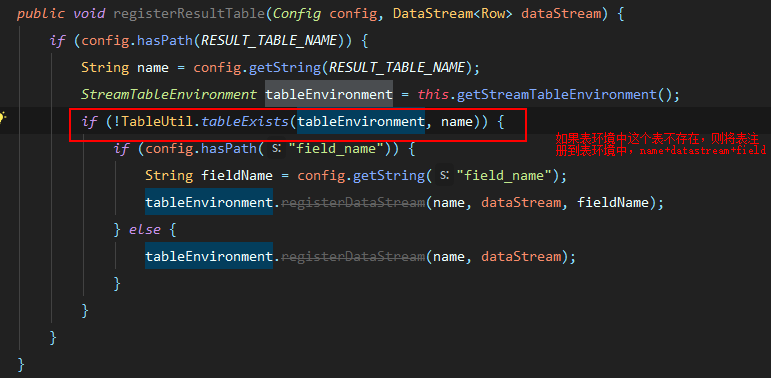 public void registerResultTable(Config config, DataStream<Row> dataStream) {
if (config.hasPath(RESULT_TABLE_NAME)) {
String name = config.getString(RESULT_TABLE_NAME);
StreamTableEnvironment tableEnvironment = this.getStreamTableEnvironment();
if (!TableUtil.tableExists(tableEnvironment, name)) {
如果表环境中这个表不存在，则将表注
册到表环境中，name+datastream+field
if (config.hasPath( s: "field_name")) {
String fieldName = config.getString( s: "field_name");
tableEnvironment.registerDataStream(name, dataStream, fieldName);
} else {
tableEnvironment.registerDataStream(name, dataStream);
}
}
}
}